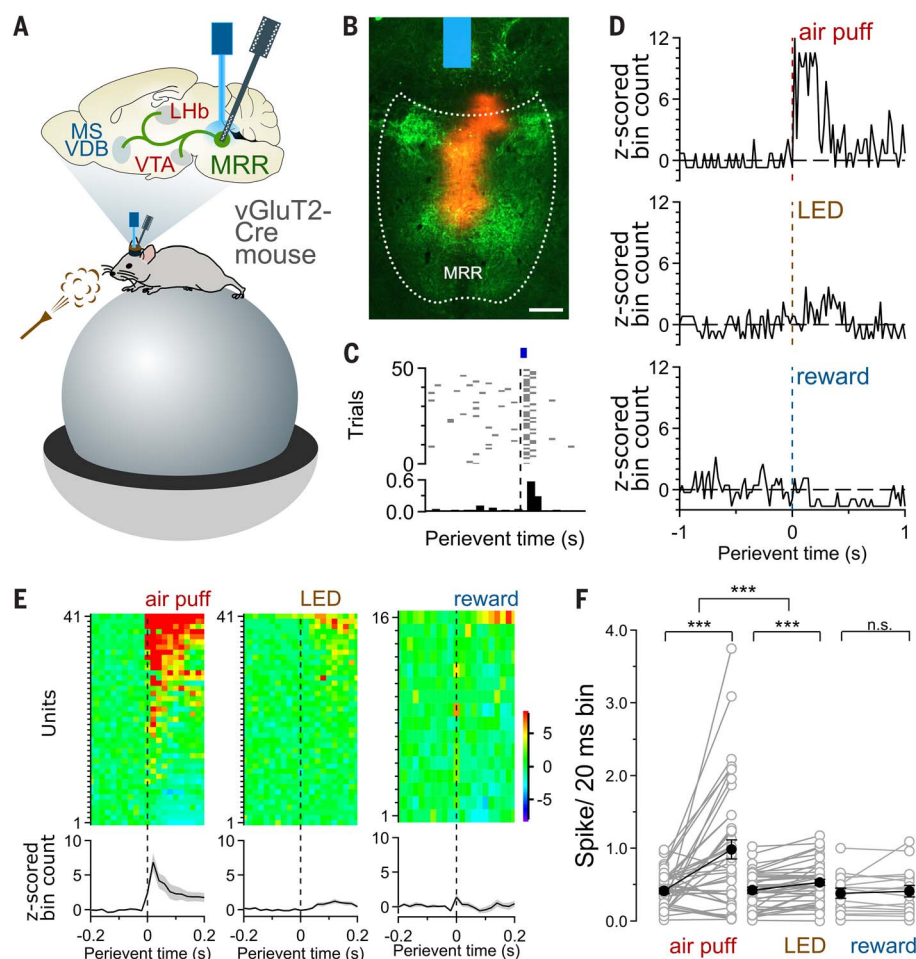 A
LHb
MS
VDB
VTA
MRR
vGluT2-
Cre
mouse
B
MRR
C
50
Trials
0
0.6
0.0
Perievent time (s)
D
air puff
12
z-scored
bin count
6
0
LED
12
z-scored
bin count
6
0
reward
12
z-scored
bin count
6
0
-1 0 1
Perievent time (s)
E
air puff
LED
reward
41
Units
1
41
1
16
1
5
0
-5
z-scored
bin count
10
5
0
-0.2 0 0.2
Perievent time (s)
10
5
0
-0.2 0 0.2
Perievent time (s)
10
5
0
-0.2 0 0.2
Perievent time (s)
F
***
*** *** n.s.
Spike/ 20 ms bin
4.0
3.0
2.0
1.0
0.0
air puff LED reward